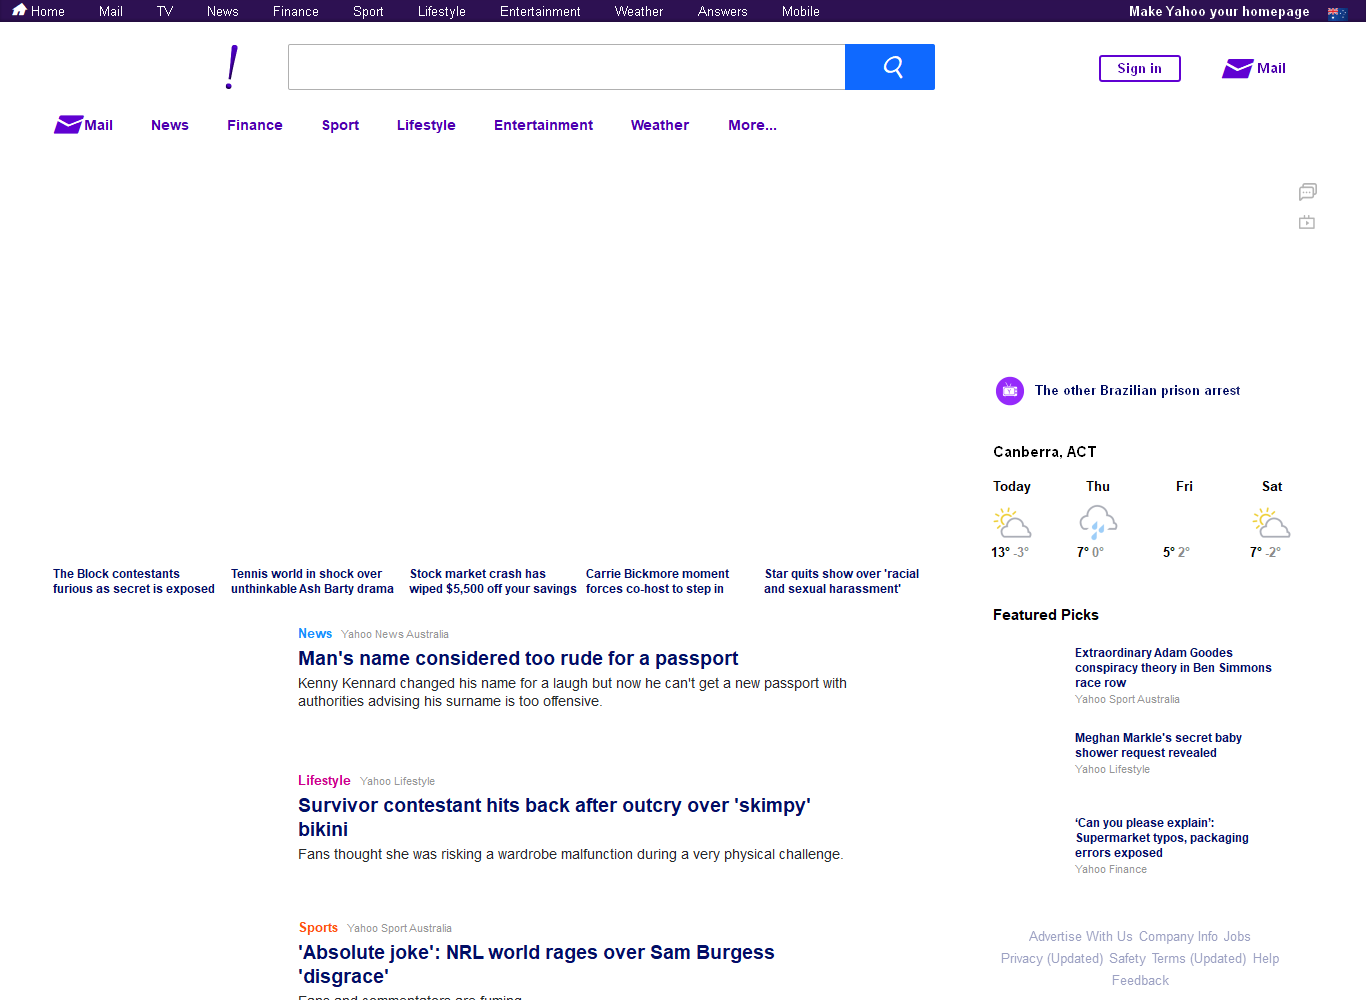 Home Mail TV News Finance Sport Lifestyle Entertainment Weather Answers Mobile Make Yahoo your homepage
!
Sign in Mail
Mail News Finance Sport Lifestyle Entertainment Weather More...
The other Brazilian prison arrest
Canberra, ACT
Today Thu Fri Sat
13° -3° 7° 0° 5° 2° 7° -2°
The Block contestants
furious as secret is exposed
Tennis world in shock over
unthinkable Ash Barty drama
Stock market crash has
wiped $5,500 off your savings
Carrie Bickmore moment
forces co-host to step in
Star quits show over 'racial
and sexual harassment'
News Yahoo News Australia
Man's name considered too rude for a passport
Kenny Kennard changed his name for a laugh but now he can't get a new passport with
authorities advising his surname is too offensive.
Lifestyle Yahoo Lifestyle
Survivor contestant hits back after outcry over 'skimpy'
bikini
Fans thought she was risking a wardrobe malfunction during a very physical challenge.
Sports Yahoo Sport Australia
'Absolute joke': NRL world rages over Sam Burgess
'disgrace'
Fans and commentators are fuming.
Featured Picks
Extraordinary Adam Goodes
conspiracy theory in Ben Simmons
race row
Yahoo Sport Australia
Meghan Markle's secret baby
shower request revealed
Yahoo Lifestyle
‘Can you please explain’:
Supermarket typos, packaging
errors exposed
Yahoo Finance
Advertise With Us Company Info Jobs
Privacy (Updated) Safety Terms (Updated) Help
Feedback